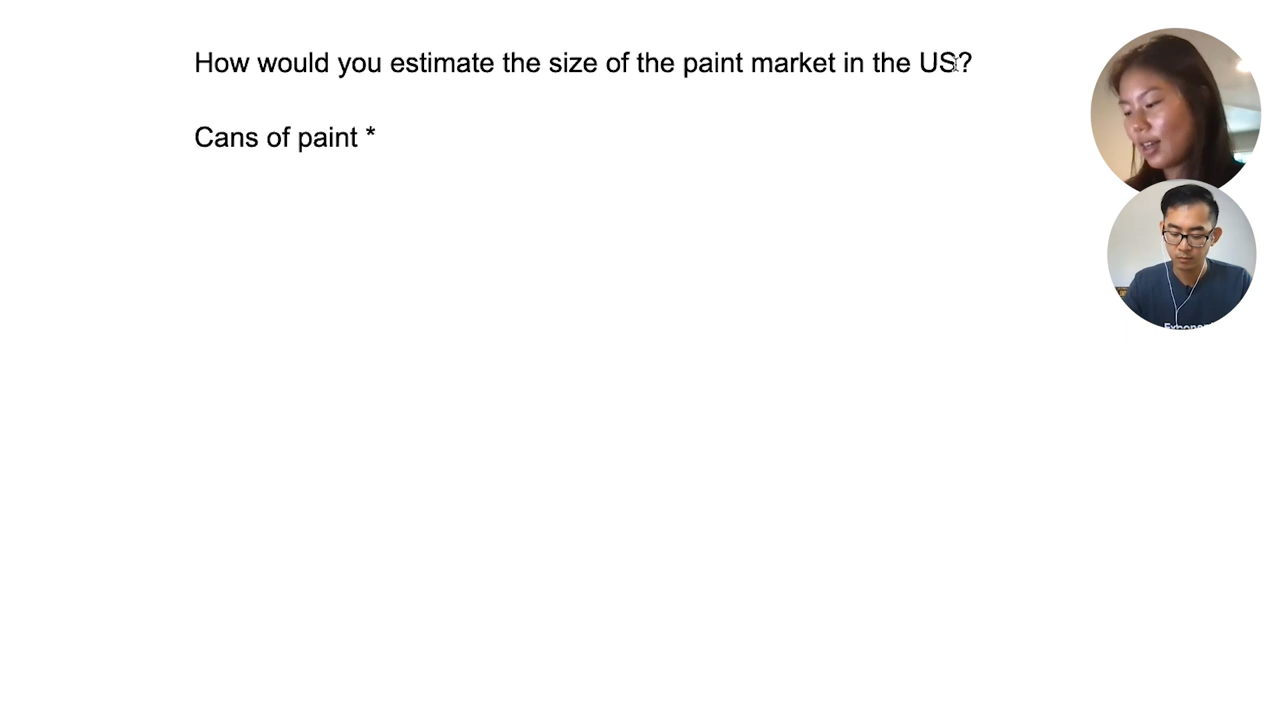 How would you estimate the size of the paint market in the US?
Cans of paint *